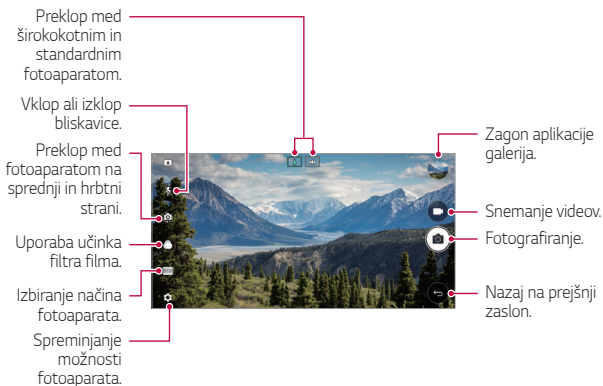 Preklop med
širokokotnim in
standardnim
fotoaparatom.
Vklop ali izklop
bliskavice.
Preklop med
fotoaparatom na
sprednji in hrbtni
strani.
Uporaba učinka
filtra filma.
Izbiranje načina
fotoaparata.
Spreminjanje
možnosti
fotoaparata.
Zagon aplikacije
galerija.
Snemanje videov.
Fotografiranje.
Nazaj na prejšnji
zaslon.